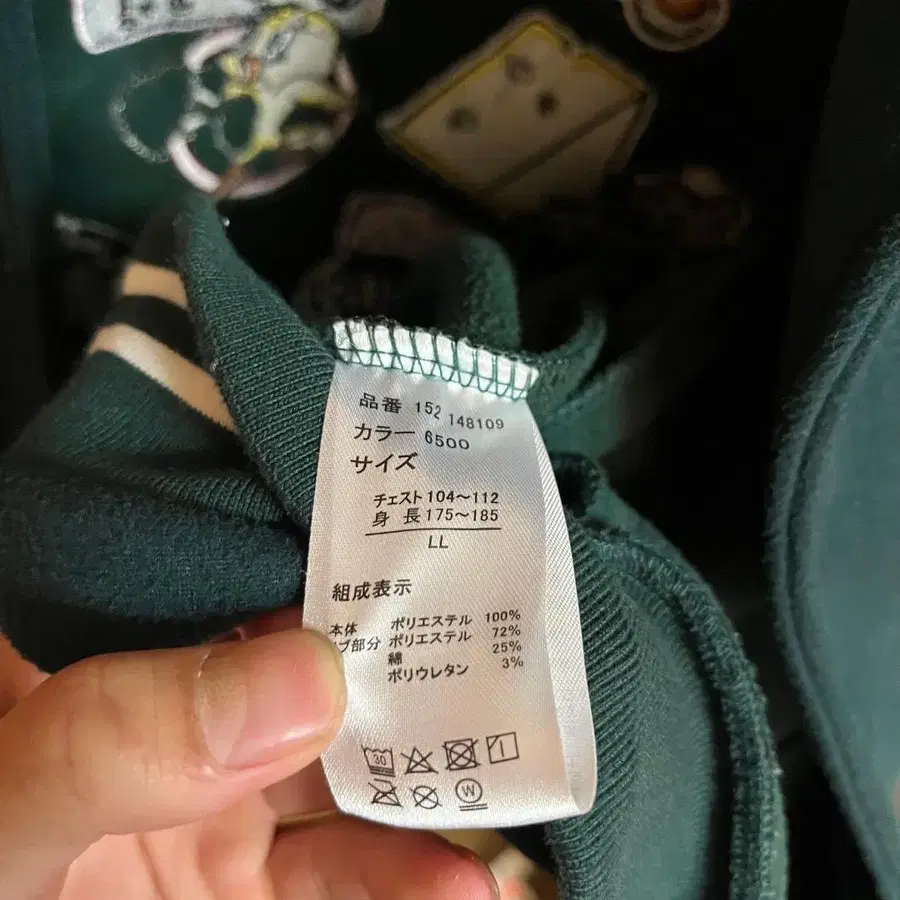 品番 152 148109
カラー 6500
サイズ
チェスト 104～112
身 長 175～185
LL
組成表示
本体 ポリエステル 100%
ブ部分 ポリエステル 72%
綿 25%
ポリウレタン 3%
30
W